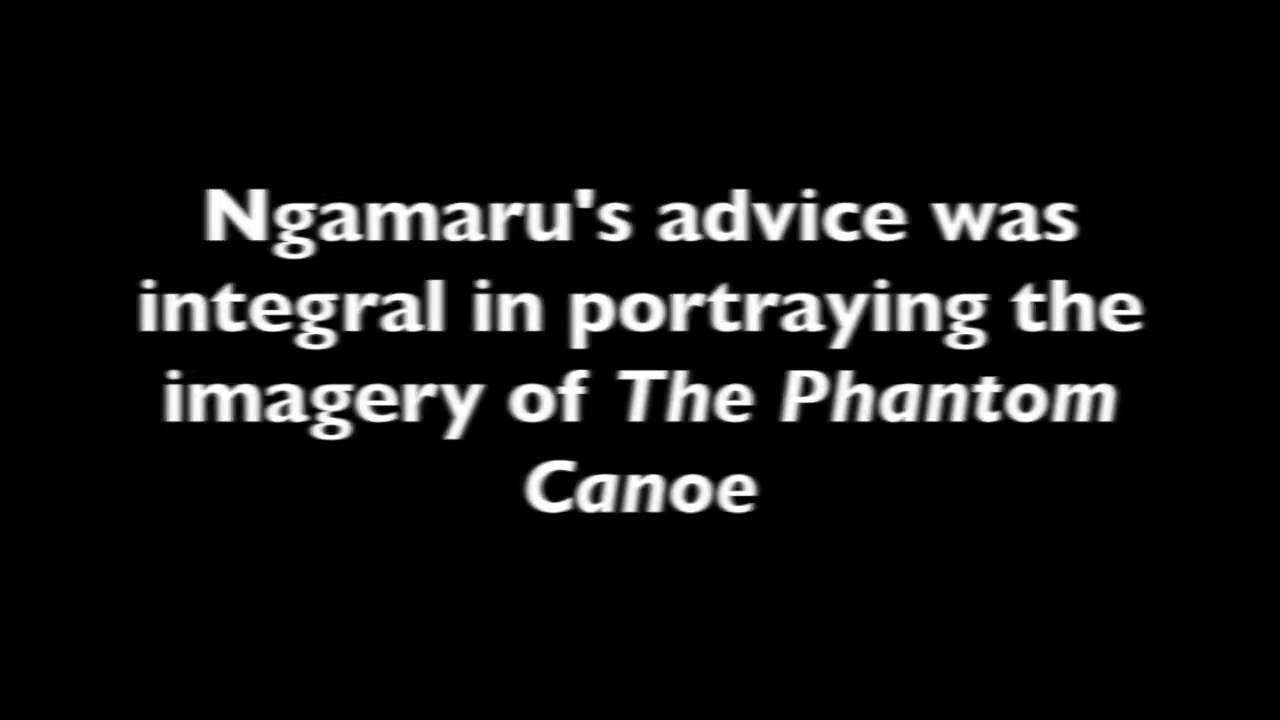 Ngamaru's advice was
integral in portraying the
imagery of The Phantom
Canoe